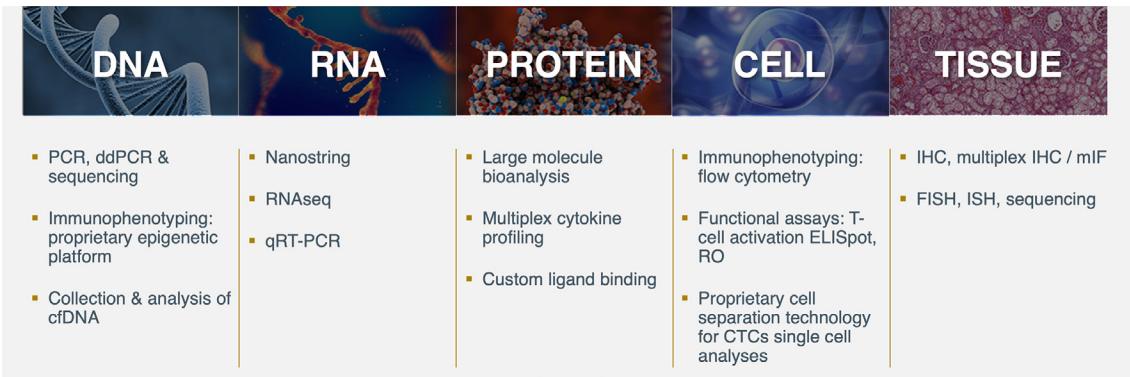 DNA
RNA
PROTEIN
CELL
TISSUE
▪ PCR, ddPCR &
sequencing
▪ Immunophenotyping:
proprietary epigenetic
platform
▪ Collection & analysis of
cfDNA
▪ Nanostring
▪ RNAseq
▪ qRT-PCR
▪ Large molecule
bioanalysis
▪ Multiplex cytokine
profiling
▪ Custom ligand binding
▪ Immunophenotyping:
flow cytometry
▪ Functional assays: T-
cell activation ELISpot,
RO
▪ Proprietary cell
separation technology
for CTCs single cell
analyses
▪ IHC, multiplex IHC / mIF
▪ FISH, ISH, sequencing